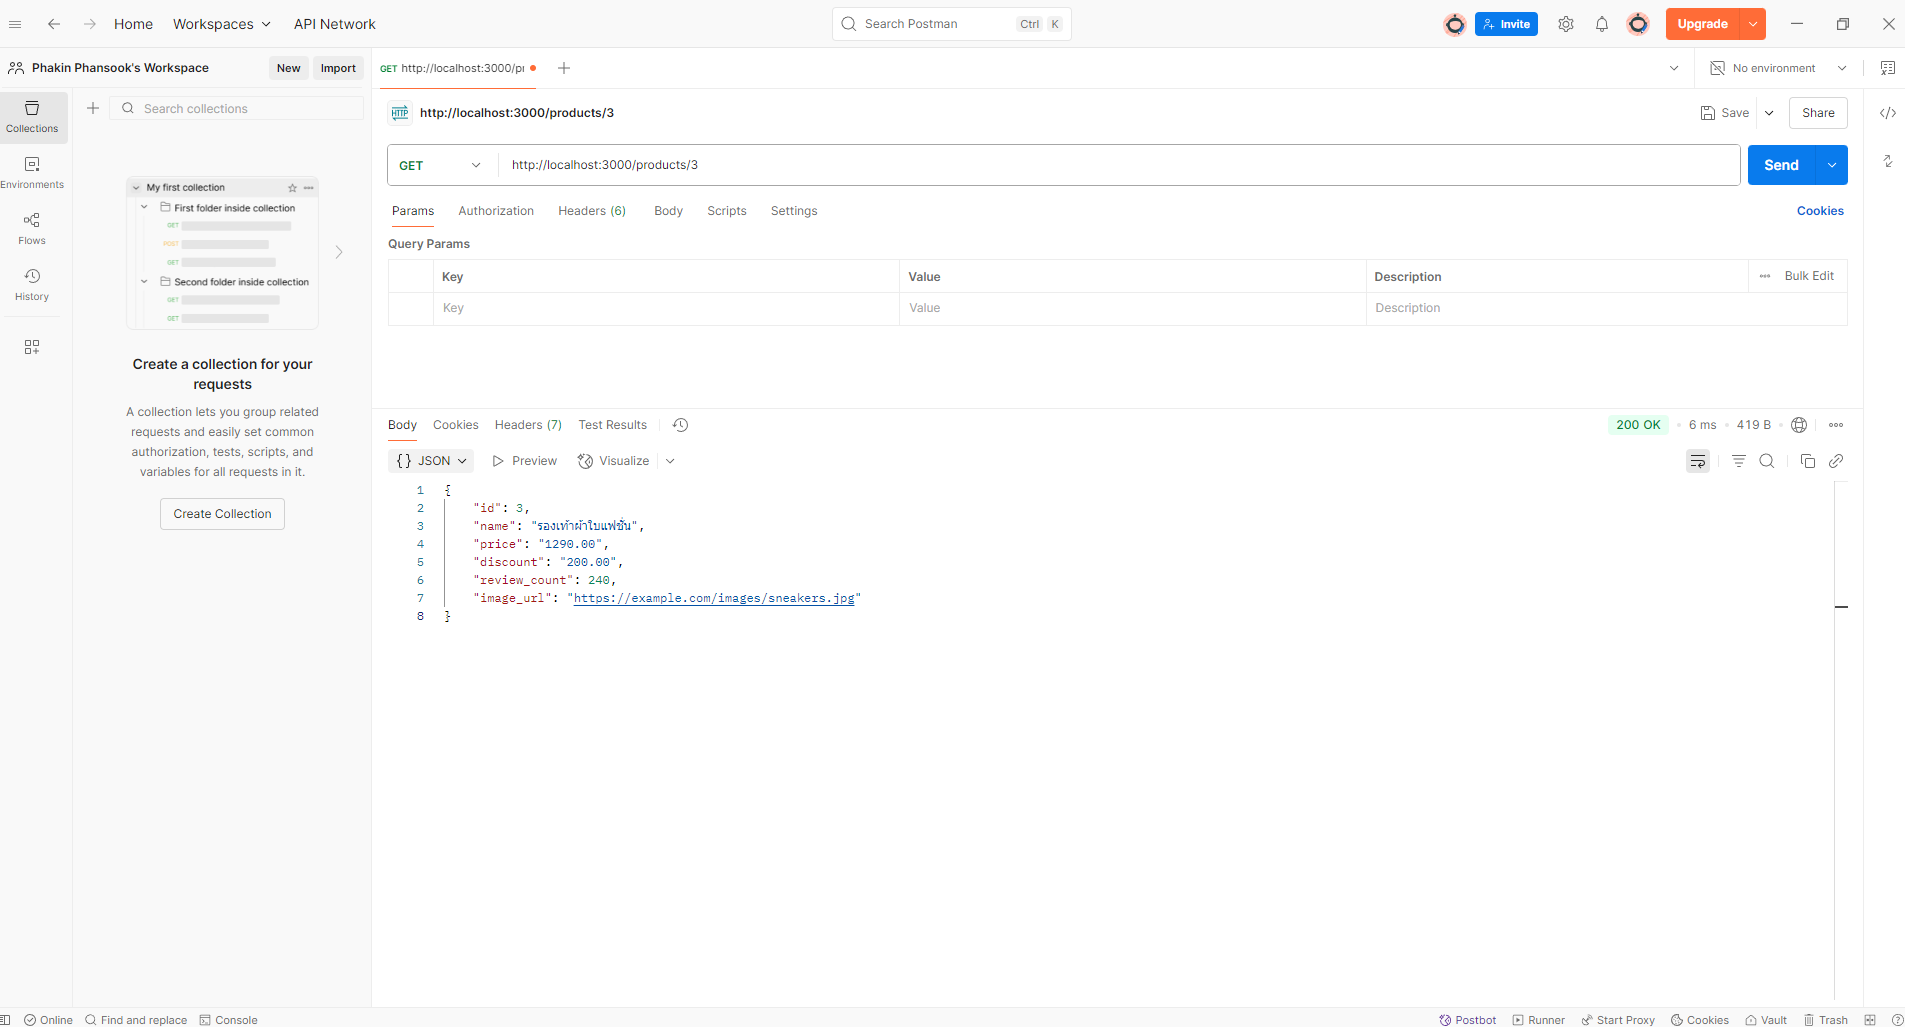 Home
Workspaces
API Network
Search Postman
Ctrl K
Invite
Upgrade
Phakin Phansook's Workspace
New
Import
GET http://localhost:3000/pr
No environment
Collections
Environments
Flows
History
Search collections
My first collection
First folder inside collection
GET
POST
GET
Second folder inside collection
GET
GET
Create a collection for your
requests
A collection lets you group related
requests and easily set common
authorization, tests, scripts, and
variables for all requests in it.
Create Collection
HTTP http://localhost:3000/products/3
Save
Share
GET http://localhost:3000/products/3
Send
Params Authorization Headers (6) Body Scripts Settings
Cookies
Query Params
Key Value Description Bulk Edit
Key Value Description
Body Cookies Headers (7) Test Results
200 OK 6 ms 419 B
{} JSON Preview Visualize
1 {
2 "id": 3,
3 "name": "รองเท้าผ้าใบแฟชั่น",
4 "price": "1290.00",
5 "discount": "200.00",
6 "review_count": 240,
7 "image_url": "https://example.com/images/sneakers.jpg"
8 }
Online Find and replace Console
Postbot Runner Start Proxy Cookies Vault Trash